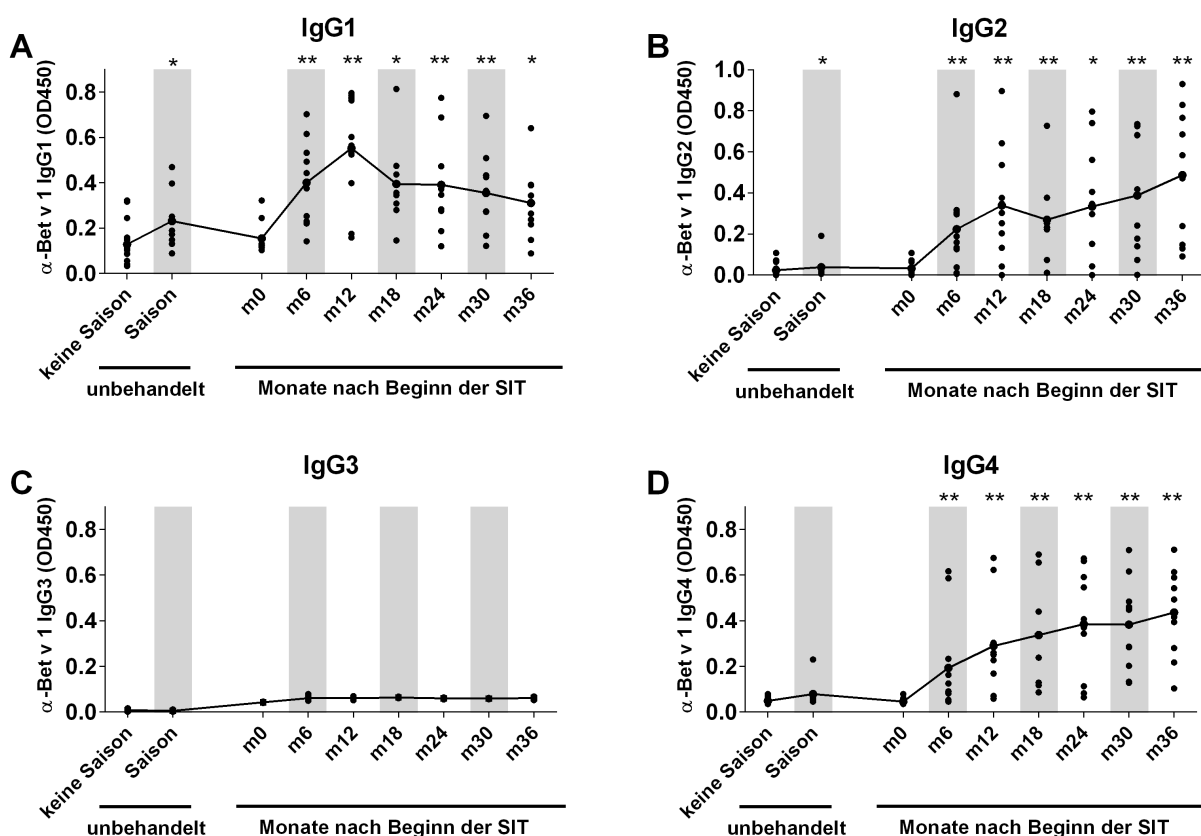 A
IgG1
* ** ** * ** ** *
α-Bet v 1 IgG1 (OD450)
0.8
0.6
0.4
0.2
0.0
keine Saison
Saison
m0
m6
m12
m18
m24
m30
m36
unbehandelt
Monate nach Beginn der SIT
B
IgG2
* ** ** ** * ** **
α-Bet v 1 IgG2 (OD450)
1.0
0.8
0.6
0.4
0.2
0.0
keine Saison
Saison
m0
m6
m12
m18
m24
m30
m36
unbehandelt
Monate nach Beginn der SIT
C
IgG3
α-Bet v 1 IgG3 (OD450)
0.8
0.6
0.4
0.2
0.0
keine Saison
Saison
m0
m6
m12
m18
m24
m30
m36
unbehandelt
Monate nach Beginn der SIT
D
IgG4
** ** ** ** ** **
α-Bet v 1 IgG4 (OD450)
0.8
0.6
0.4
0.2
0.0
keine Saison
Saison
m0
m6
m12
m18
m24
m30
m36
unbehandelt
Monate nach Beginn der SIT